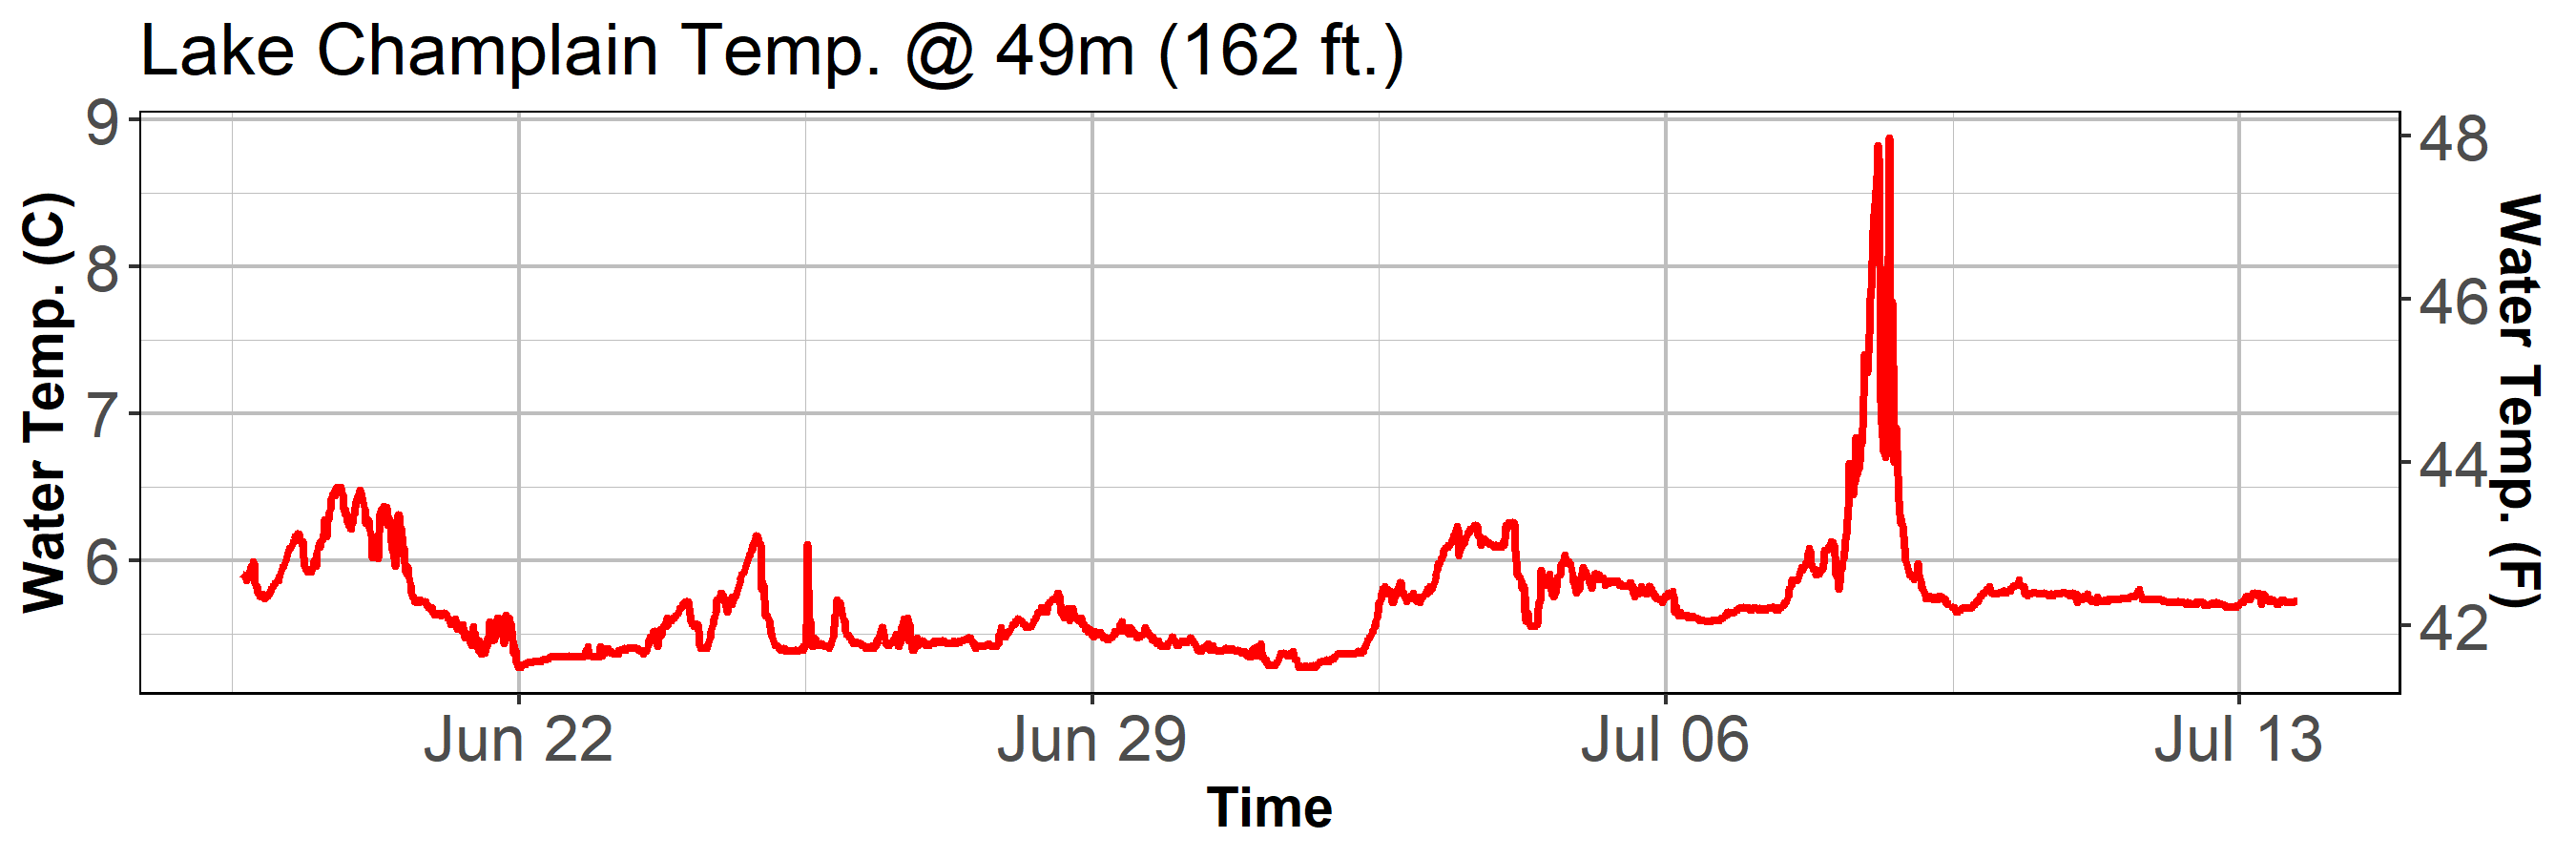 Lake Champlain Temp. @ 49m (162 ft.)
Water Temp. (C)
9
8
7
6
48
46
44
42
Water Temp. (F)
Jun 22
Jun 29
Jul 06
Jul 13
Time